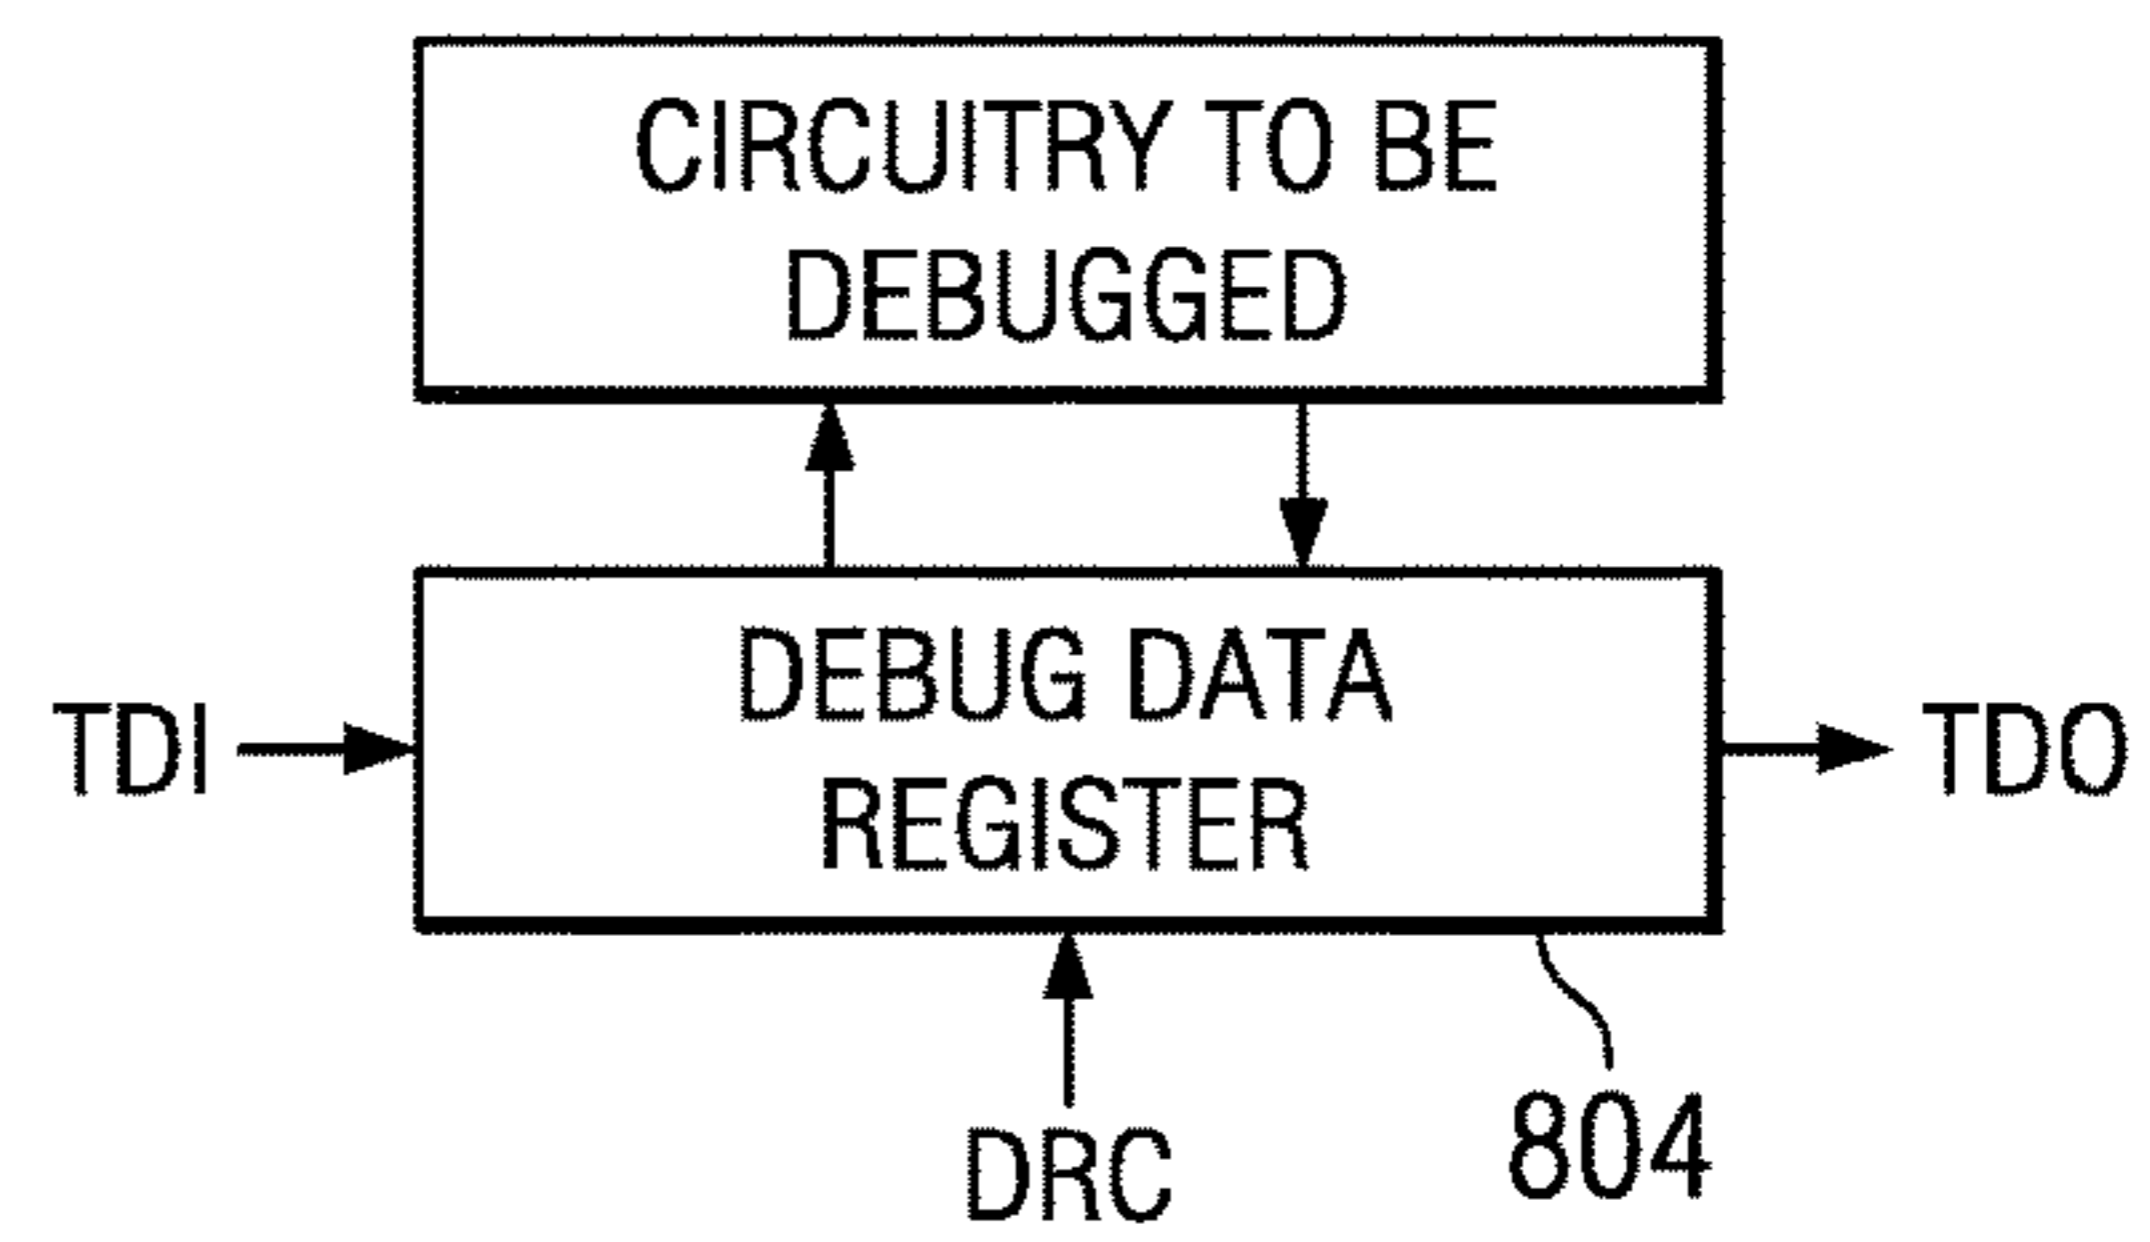 CIRCUITRY TO BE
DEBUGGED
DEBUG DATA
REGISTER
TDI
TDO
DRC
804